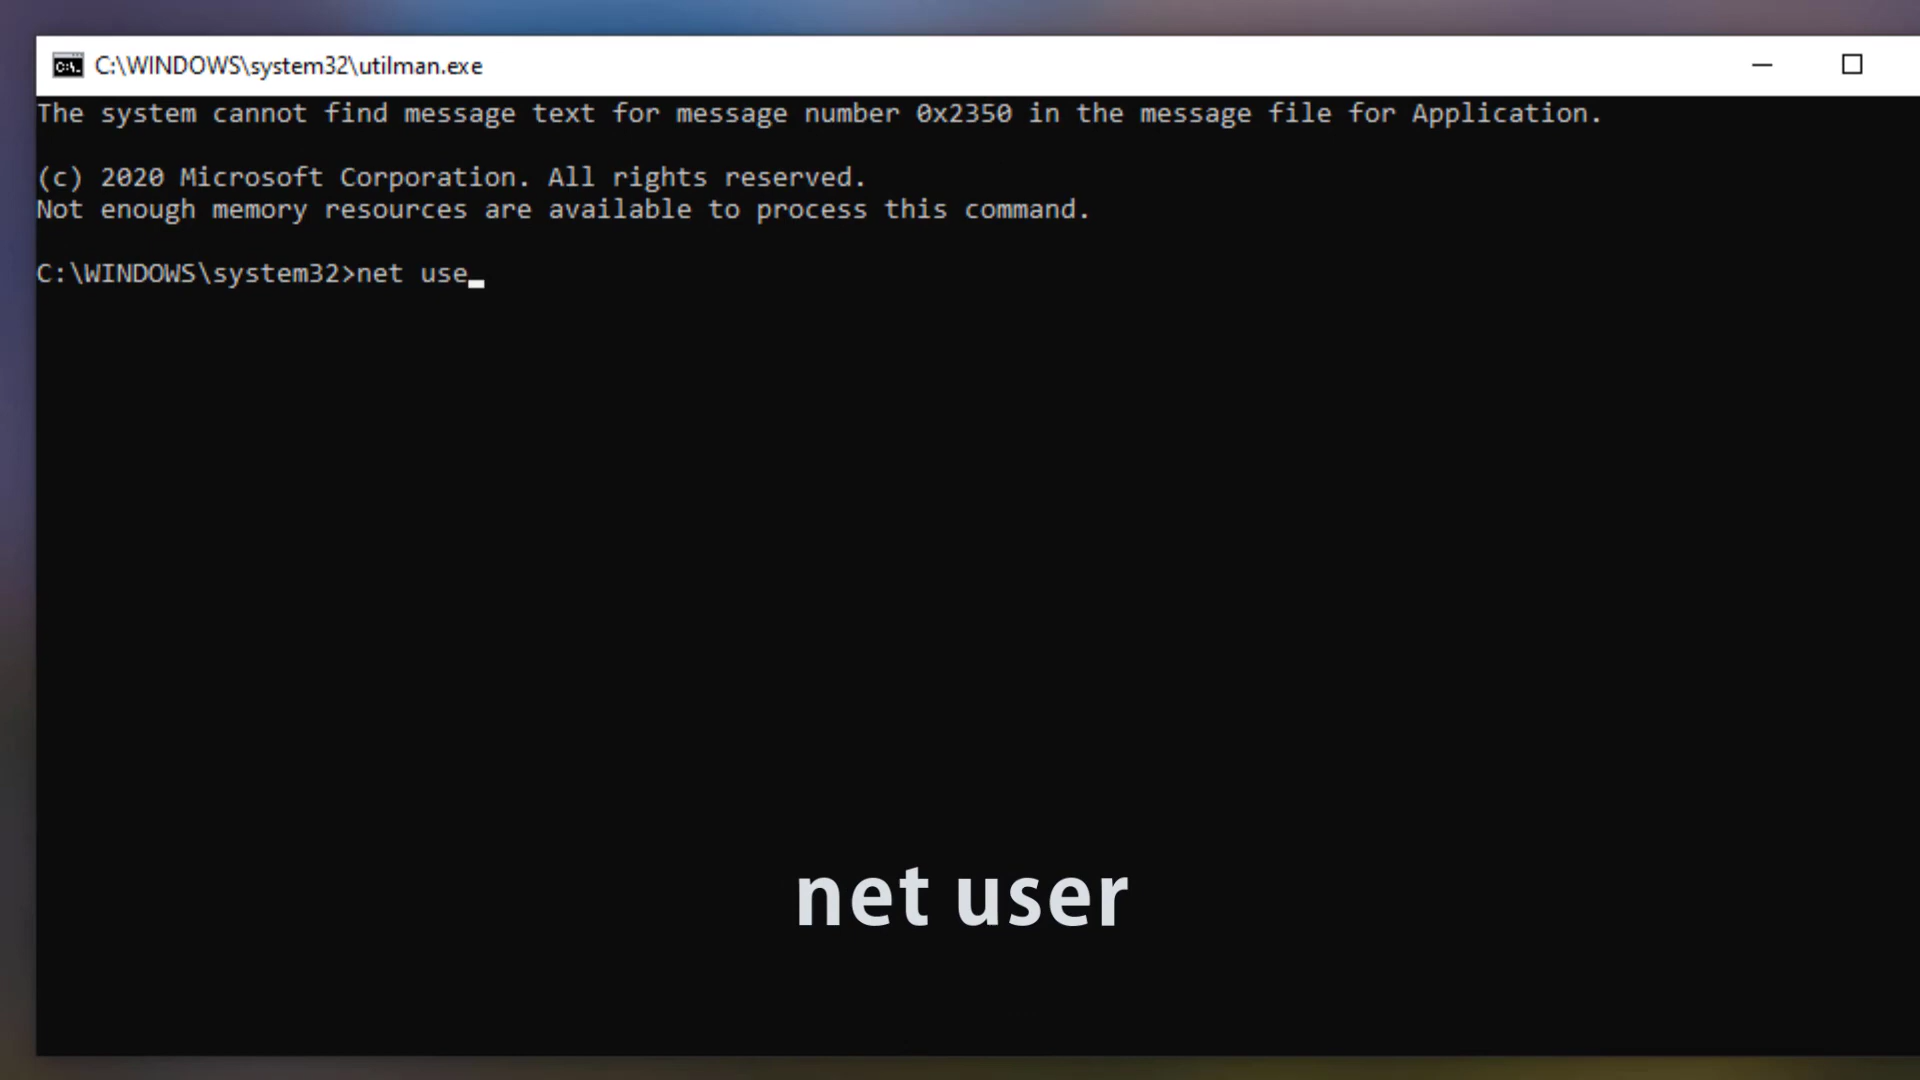 C:\WINDOWS\system32\utilman.exe
The system cannot find message text for message number 0x2350 in the message file for Application.
(c) 2020 Microsoft Corporation. All rights reserved.
Not enough memory resources are available to process this command.
C:\WINDOWS\system32>net use
net user